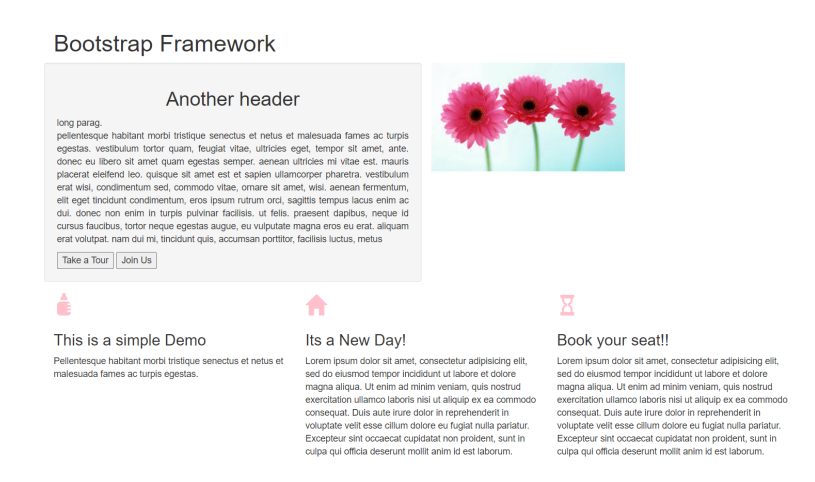 Bootstrap Framework
Another header
long parag.
pellentesque habitant morbi tristique senectus et netus et malesuada fames ac turpis
egestas. vestibulum tortor quam, feugiat vitae, ultricies eget, tempor sit amet, ante.
donec eu libero sit amet quam egestas semper. aenean ultricies mi vitae est. mauris
placerat eleifend leo. quisque sit amet est et sapien ullamcorper pharetra. vestibulum
erat wisi, condimentum sed, commodo vitae, ornare sit amet, wisi. aenean fermentum,
elit eget tincidunt condimentum, eros ipsum rutrum orci, sagittis tempus lacus enim ac
dui. donec non enim in turpis pulvinar facilisis. ut felis. praesent dapibus, neque id
cursus faucibus, tortor neque egestas augue, eu vulputate magna eros eu erat. aliquam
erat volutpat. nam dui mi, tincidunt quis, accumsan porttitor, facilisis luctus, metus
Take a Tour Join Us
This is a simple Demo
Pellentesque habitant morbi tristique senectus et netus et
malesuada fames ac turpis egestas.
Its a New Day!
Lorem ipsum dolor sit amet, consectetur adipisicing elit,
sed do eiusmod tempor incididunt ut labore et dolore
magna aliqua. Ut enim ad minim veniam, quis nostrud
exercitation ullamco laboris nisi ut aliquip ex ea commodo
consequat. Duis aute irure dolor in reprehenderit in
voluptate velit esse cillum dolore eu fugiat nulla pariatur.
Excepteur sint occaecat cupidatat non proident, sunt in
culpa qui officia deserunt mollit anim id est laborum.
Book your seat!!
Lorem ipsum dolor sit amet, consectetur adipisicing elit,
sed do eiusmod tempor incididunt ut labore et dolore
magna aliqua. Ut enim ad minim veniam, quis nostrud
exercitation ullamco laboris nisi ut aliquip ex ea commodo
consequat. Duis aute irure dolor in reprehenderit in
voluptate velit esse cillum dolore eu fugiat nulla pariatur.
Excepteur sint occaecat cupidatat non proident, sunt in
culpa qui officia deserunt mollit anim id est laborum.